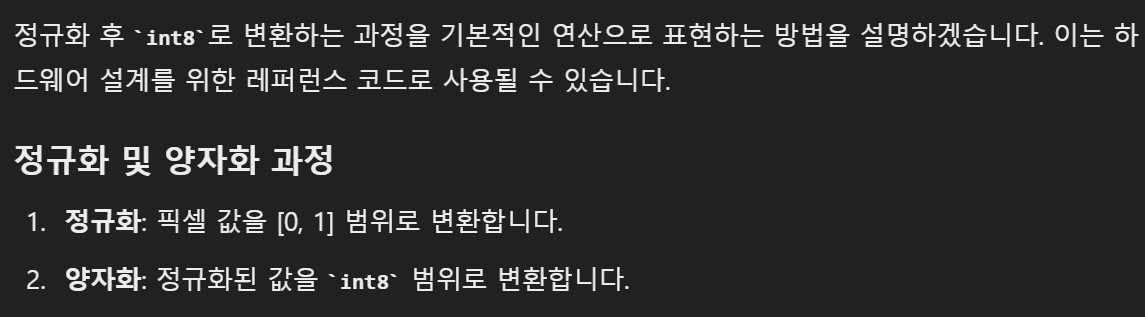 정규화 후 `int8`로 변환하는 과정을 기본적인 연산으로 표현하는 방법을 설명하겠습니다. 이는 하
드웨어 설계를 위한 레퍼런스 코드로 사용될 수 있습니다.
정규화 및 양자화 과정
1. 정규화: 픽셀 값을 [0, 1] 범위로 변환합니다.
2. 양자화: 정규화된 값을 `int8` 범위로 변환합니다.